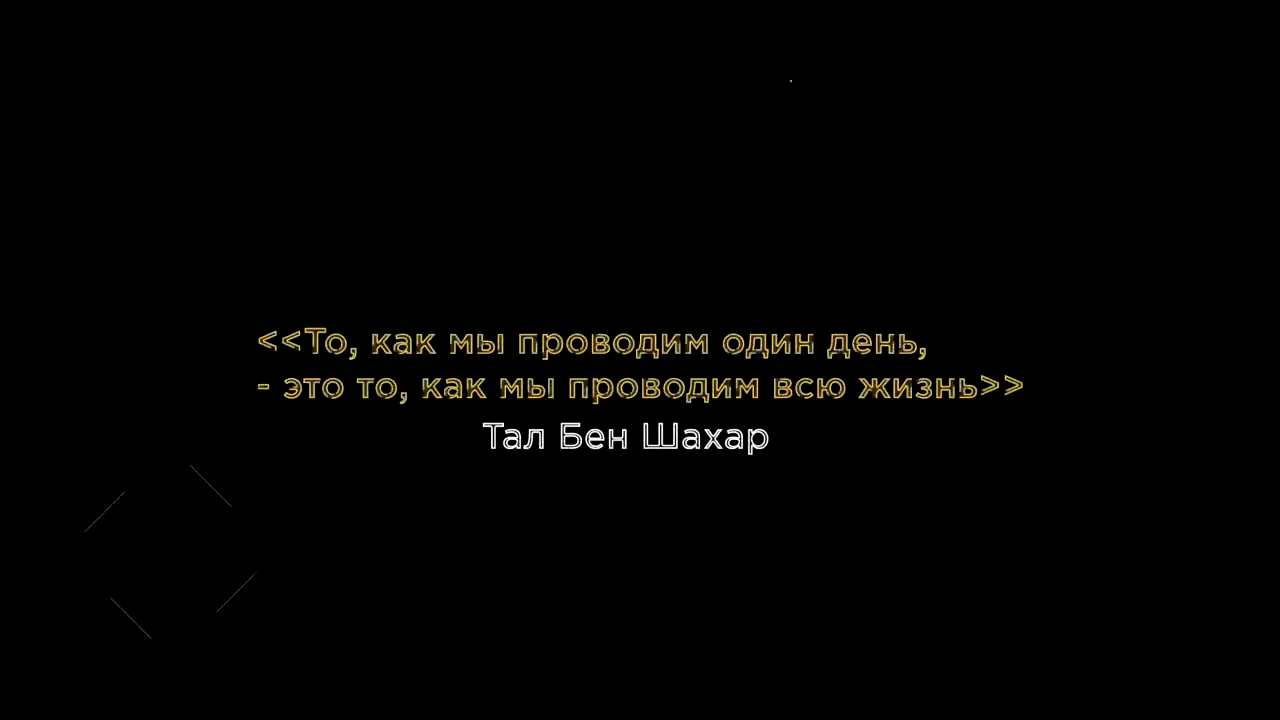 <<То, как мы проводим один день,
- это то, как мы проводим всю жизнь>>
Тал Бен Шахар